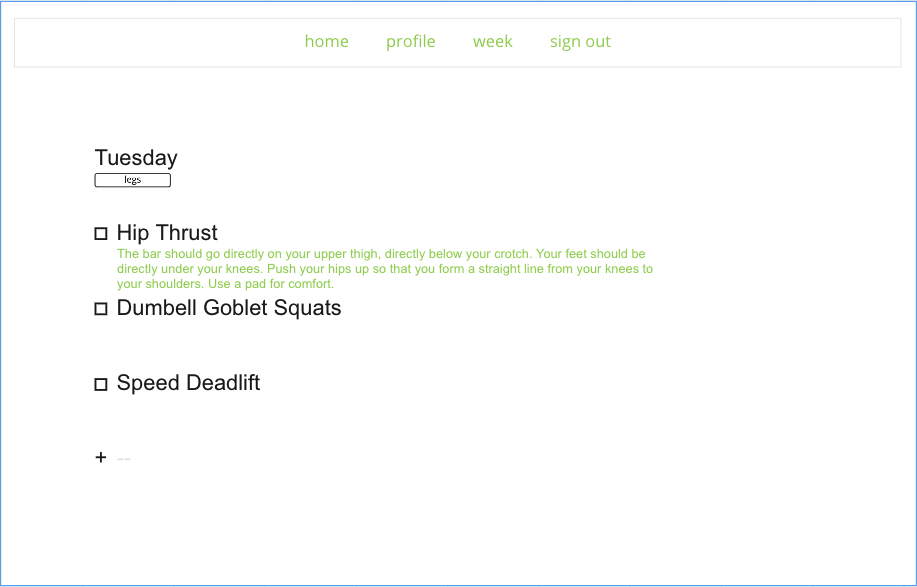 home profile week sign out
Tuesday
legs
Hip Thrust
The bar should go directly on your upper thigh, directly below your crotch. Your feet should be
directly under your knees. Push your hips up so that you form a straight line from your knees to
your shoulders. Use a pad for comfort.
Dumbell Goblet Squats
Speed Deadlift
+ --